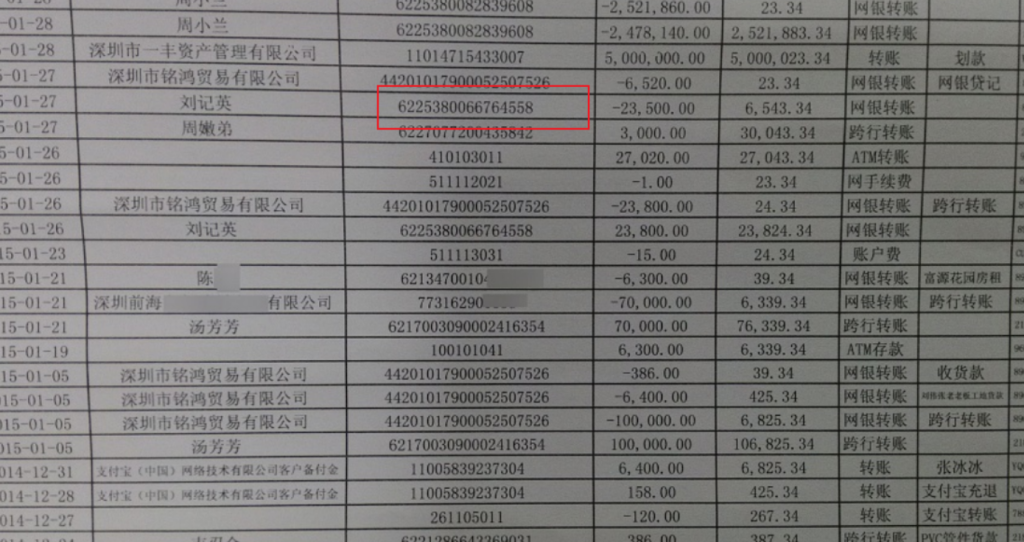 周小兰 6225380082839608 -2,521,860.00 23.34 网银转账
-01-28 周小兰 6225380082839608 -2,478,140.00 2,521,883.34 网银转账
-01-28 深圳市一丰资产管理有限公司 11014715433007 5,000,000.00 5,000,023.34 转账 划款
5-01-27 深圳市铭鸿贸易有限公司 44201017900052507526 -6,520.00 23.34 网银转账 网银贷记
5-01-27 刘记英 6225380066764558 -23,500.00 6,543.34 网银转账
5-01-27 周嫩弟 6227077200435842 3,000.00 30,043.34 跨行转账
5-01-26 410103011 27,020.00 27,043.34 ATM转账
5-01-26 511112021 -1.00 23.34 网手续费
5-01-26 深圳市铭鸿贸易有限公司 44201017900052507526 -23,800.00 24.34 网银转账 跨行转账
5-01-26 刘记英 6225380066764558 23,800.00 23,824.34 网银转账
15-01-23 511113031 -15.00 24.34 账户费
15-01-21 陈 62134700104 -6,300.00 39.34 网银转账 富源花园房租
15-01-21 深圳前海 有限公司 77316290 -70,000.00 6,339.34 网银转账 跨行转账
15-01-21 汤芳芳 6217003090002416354 70,000.00 76,339.34 跨行转账
15-01-19 100101041 6,300.00 6,339.34 ATM存款
15-01-05 深圳市铭鸿贸易有限公司 44201017900052507526 -386.00 39.34 网银转账 收货款
15-01-05 深圳市铭鸿贸易有限公司 44201017900052507526 -6,400.00 425.34 网银转账
015-01-05 深圳市铭鸿贸易有限公司 44201017900052507526 -100,000.00 6,825.34 网银转账 跨行转账
015-01-05 汤芳芳 6217003090002416354 100,000.00 106,825.34 跨行转账
014-12-31 支付宝（中国）网络技术有限公司客户备付金 11005839237304 6,400.00 6,825.34 转账 张冰冰
014-12-28 支付宝（中国）网络技术有限公司客户备付金 11005839237304 158.00 425.34 转账 支付宝充退
014-12-27 261105011 -120.00 267.34 转账 支付宝转账
6221286643269031 386.00 387.34 跨行转账 PVC管件货款